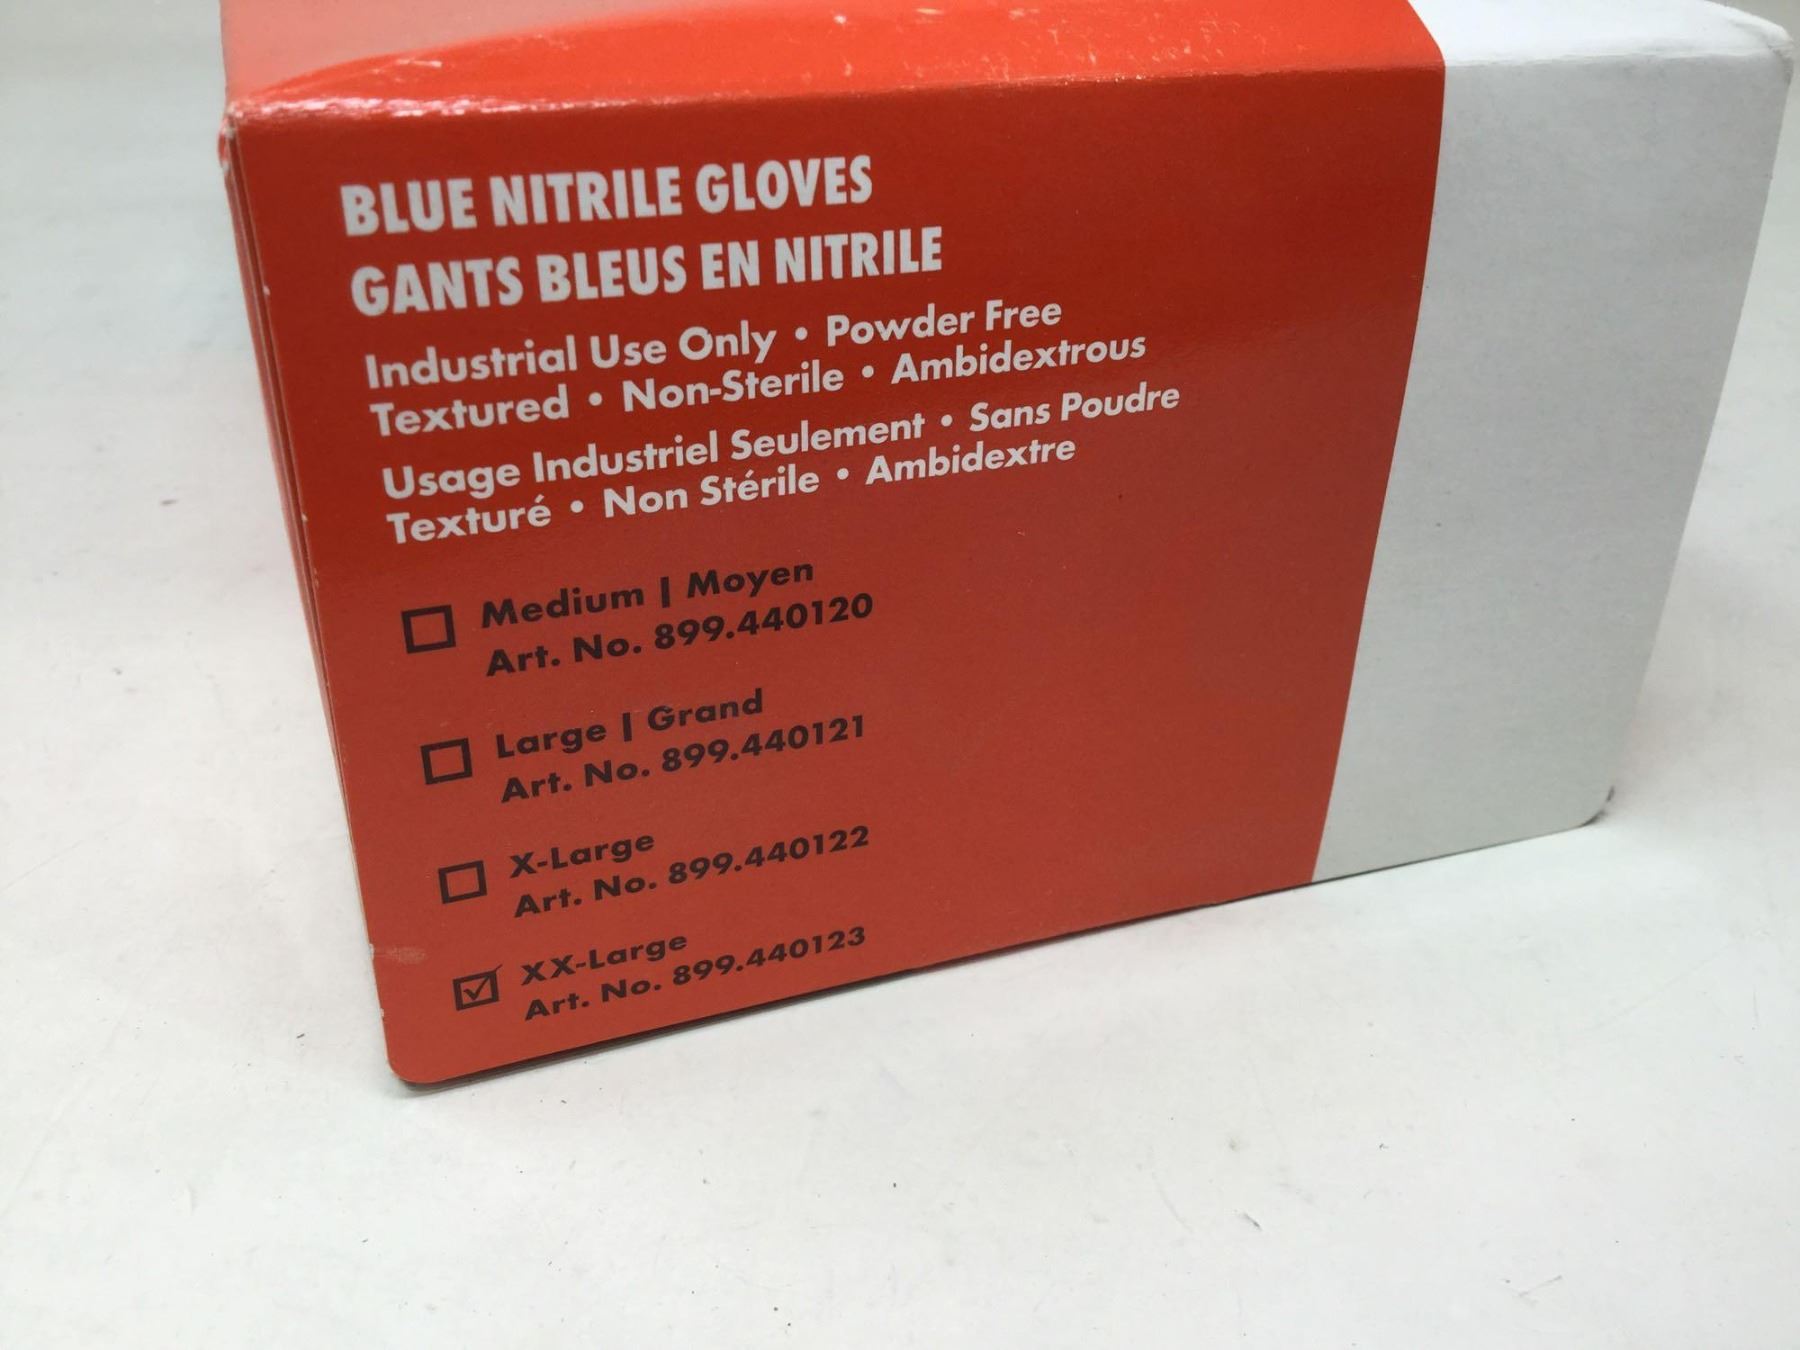 BLUE NITRILE GLOVES
GANTS BLEUS EN NITRILE
Industrial Use Only • Powder Free
Textured • Non-Sterile • Ambidextrous
Usage Industriel Seulement • Sans Poudre
Texturé • Non Stérile • Ambidextre
Medium | Moyen
Art. No. 899.440120
Large | Grand
Art. No. 899.440121
X-Large
Art. No. 899.440122
XX-Large
Art. No. 899.440123